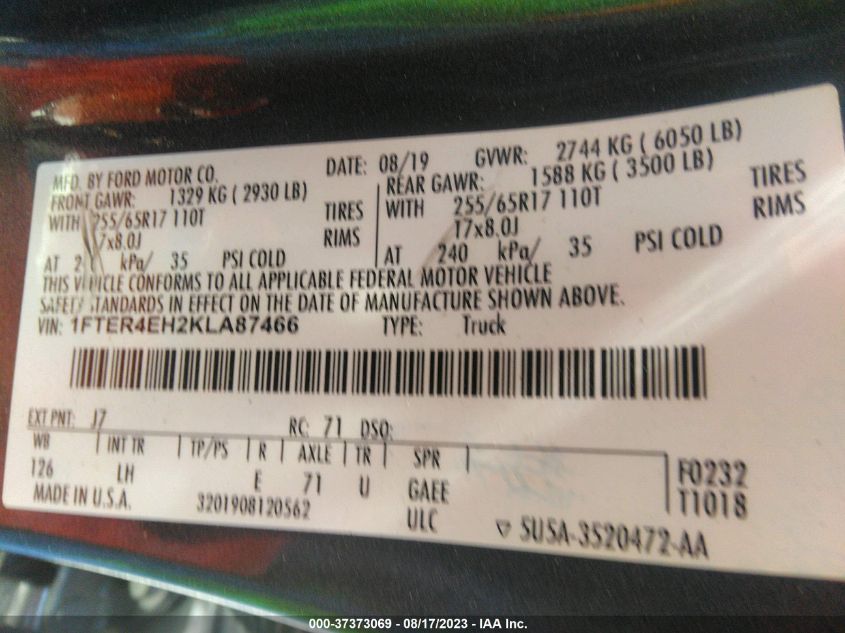 MFD. BY FORD MOTOR CO.
DATE: 08/19 GVWR: 2744 KG ( 6050 LB)
FRONT GAWR: 1329 KG ( 2930 LB)
REAR GAWR: 1588 KG ( 3500 LB)
WITH 255/65R17 110T TIRES
WITH 255/65R17 110T TIRES
17x8.0J RIMS
17x8.0J RIMS
AT kPa/ 35 PSI COLD
AT 240 kPa/ 35 PSI COLD
THIS VEHICLE CONFORMS TO ALL APPLICABLE FEDERAL MOTOR VEHICLE
SAFETY STANDARDS IN EFFECT ON THE DATE OF MANUFACTURE SHOWN ABOVE.
VIN: 1FTER4EH2KLA87466 TYPE: Truck
EXT PNT: J7 RC: 71 DSO:
WB INT TR TP/PS R AXLE TR SPR
126 LH E 71 U GAEE F0232
ULC T1018
MADE IN U.S.A. 3201908120562
SU5A-3520472-AA
000-37373069 - 08/17/2023 - IAA Inc.